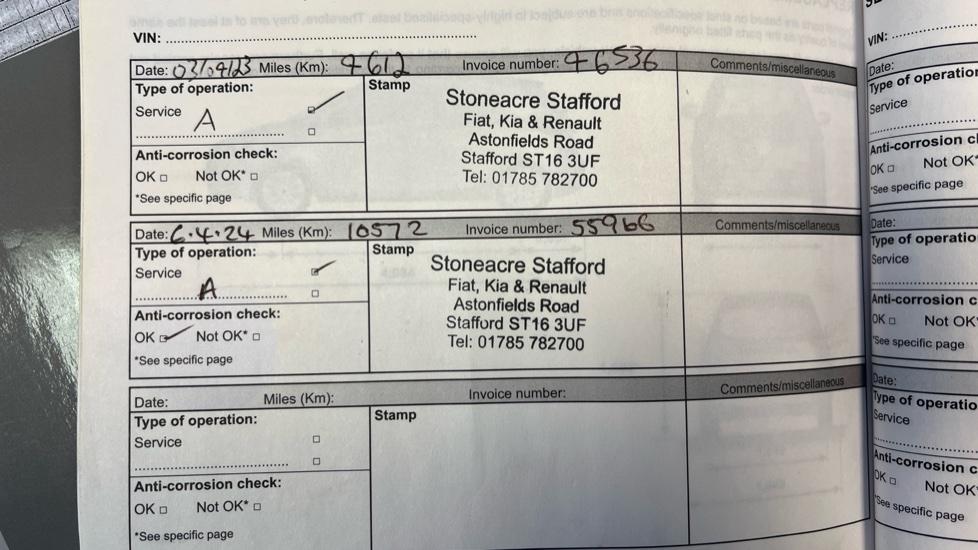 VIN:
Date: 03/04/23 Miles (Km): 4612 Invoice number: 46536 Comments/miscellaneous
Type of operation:
Service
A
Anti-corrosion check:
OK Not OK*
*See specific page
Stamp
Stoneacre Stafford
Fiat, Kia & Renault
Astonfields Road
Stafford ST16 3UF
Tel: 01785 782700
Date: 6.4.24 Miles (Km): 10572 Invoice number: 55966 Comments/miscellaneous
Type of operation:
Service
A
Anti-corrosion check:
OK Not OK*
*See specific page
Stamp
Stoneacre Stafford
Fiat, Kia & Renault
Astonfields Road
Stafford ST16 3UF
Tel: 01785 782700
Date: Miles (Km): Invoice number: Comments/miscellaneous
Type of operation:
Service
Anti-corrosion check:
OK Not OK*
*See specific page
Stamp
VIN:
Date:
Type of operatio
Service
Anti-corrosion c
OK Not OK*
*See specific page
Date:
Type of operatio
Service
Anti-corrosion c
OK Not OK
*See specific page
Date:
Type of operatio
Service
Anti-corrosion c
OK Not OK
*See specific page